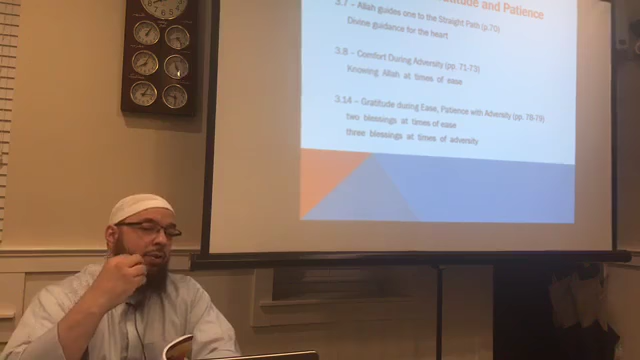 titude and Patience
3.7 – Allah guides one to the Straight Path (p.70)
Divine guidance for the heart
3.8 – Comfort During Adversity (pp. 71-73)
Knowing Allah at times of ease
3.14 – Gratitude during Ease, Patience with Adversity (pp. 78-79)
two blessings at times of ease
three blessings at times of adversity